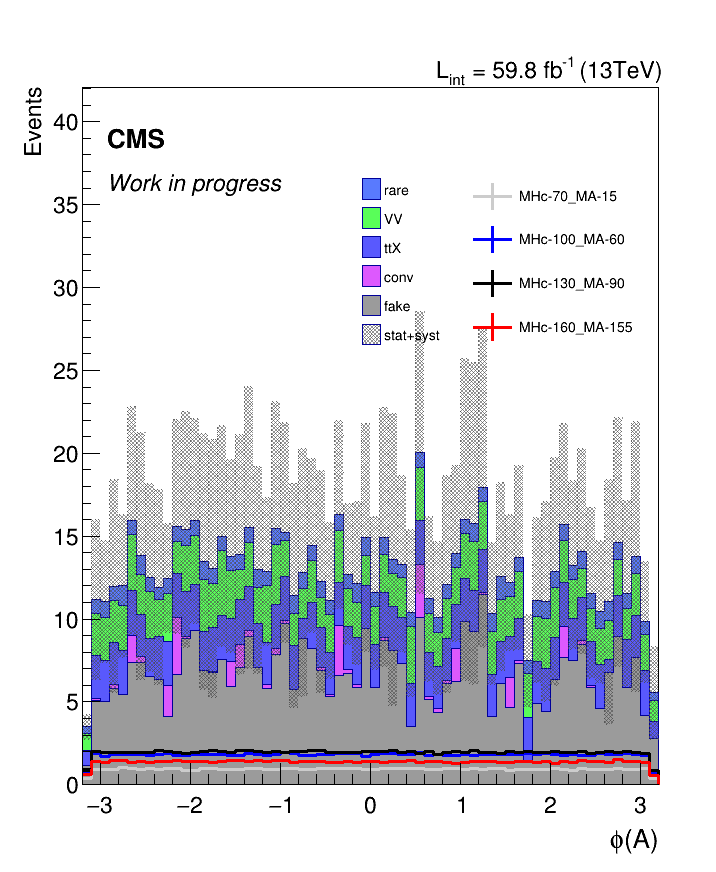 L_int = 59.8 fb^-1 (13TeV)
Events
CMS
Work in progress
rare
VV
ttX
conv
fake
stat+syst
MHc-70_MA-15
MHc-100_MA-60
MHc-130_MA-90
MHc-160_MA-155
40
35
30
25
20
15
10
5
0
−3 −2 −1 0 1 2 3
ϕ(A)